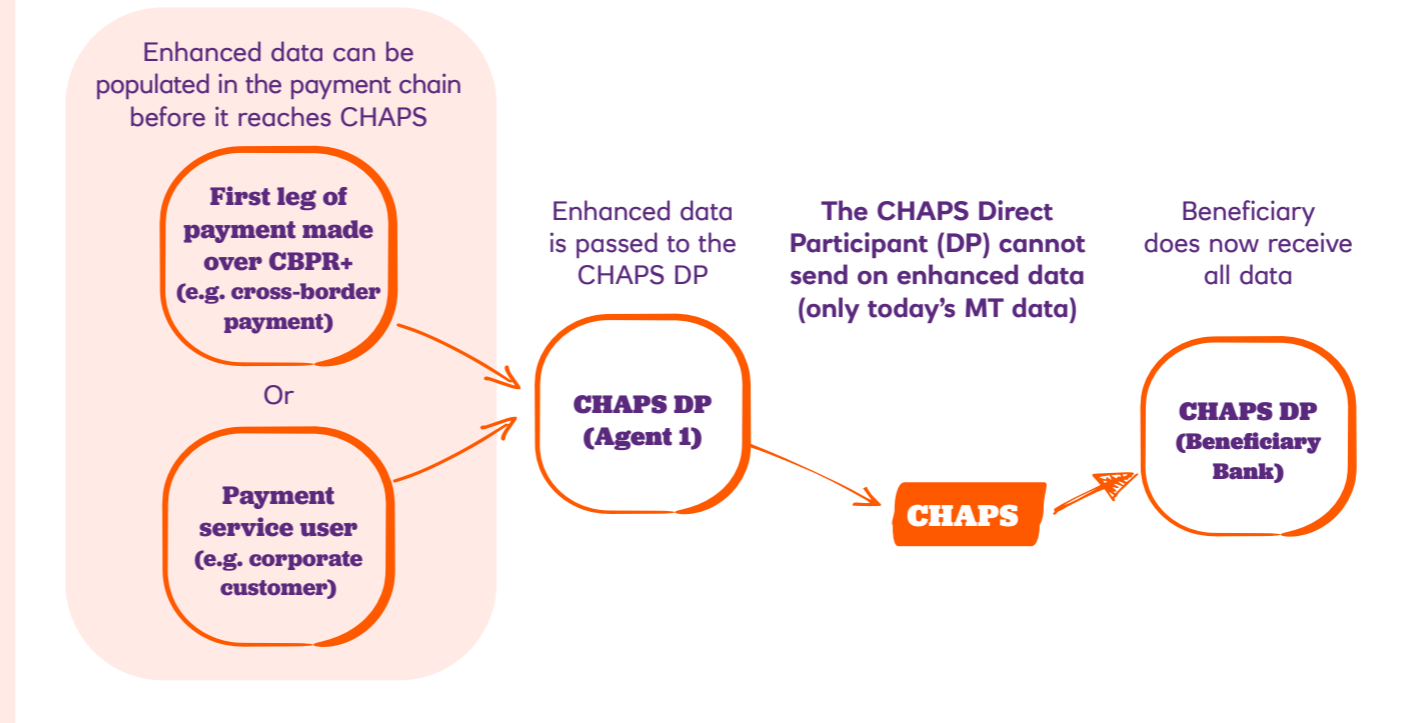 Enhanced data can be
populated in the payment chain
before it reaches CHAPS
First leg of
payment made
over CBPR+
(e.g. cross-border
payment)
Or
Payment
service user
(e.g. corporate
customer)
Enhanced data
is passed to the
CHAPS DP
CHAPS DP
(Agent 1)
The CHAPS Direct
Participant (DP) cannot
send on enhanced data
(only today’s MT data)
CHAPS
Beneficiary
does now receive
all data
CHAPS DP
(Beneficiary
Bank)